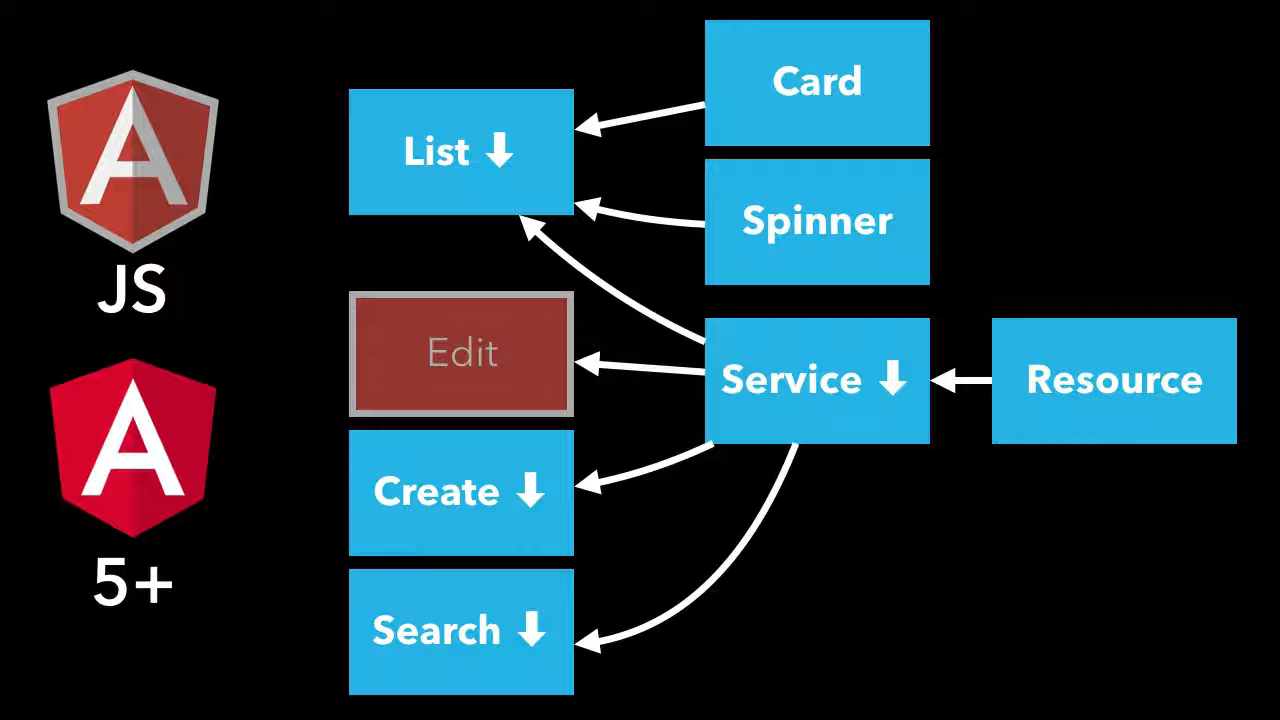 A
JS
A
5+
List ⬇
Edit
Create ⬇
Search ⬇
Card
Spinner
Service ⬇
Resource